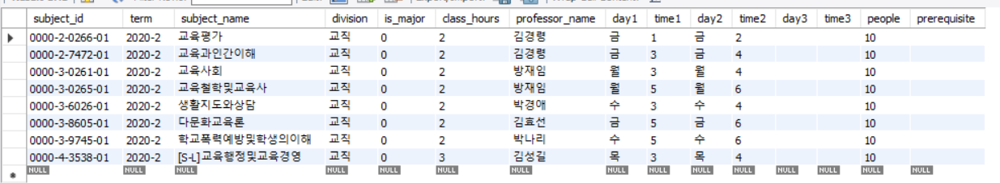 subject_id term subject_name division is_major class_hours professor_name day1 time1 day2 time2 day3 time3 people prerequisite
0000-2-0266-01 2020-2 교육평가 교직 0 2 김경령 금 1 금 2 10
0000-2-7472-01 2020-2 교육과인간이해 교직 0 2 김경령 금 3 금 4 10
0000-3-0261-01 2020-2 교육사회 교직 0 2 방재임 월 3 월 4 10
0000-3-0265-01 2020-2 교육철학및교육사 교직 0 2 방재임 월 5 월 6 10
0000-3-6026-01 2020-2 생활지도와상담 교직 0 2 박경애 수 3 수 4 10
0000-3-8605-01 2020-2 다문화교육론 교직 0 2 김효선 금 5 금 6 10
0000-3-9745-01 2020-2 학교폭력예방및학생의이해 교직 0 2 박나리 수 5 수 6 10
0000-4-3538-01 2020-2 [S-L]교육행정및교육경영 교직 0 3 김성길 목 3 목 4 10
NULL NULL NULL NULL NULL NULL NULL NULL NULL NULL NULL NULL NULL NULL NULL